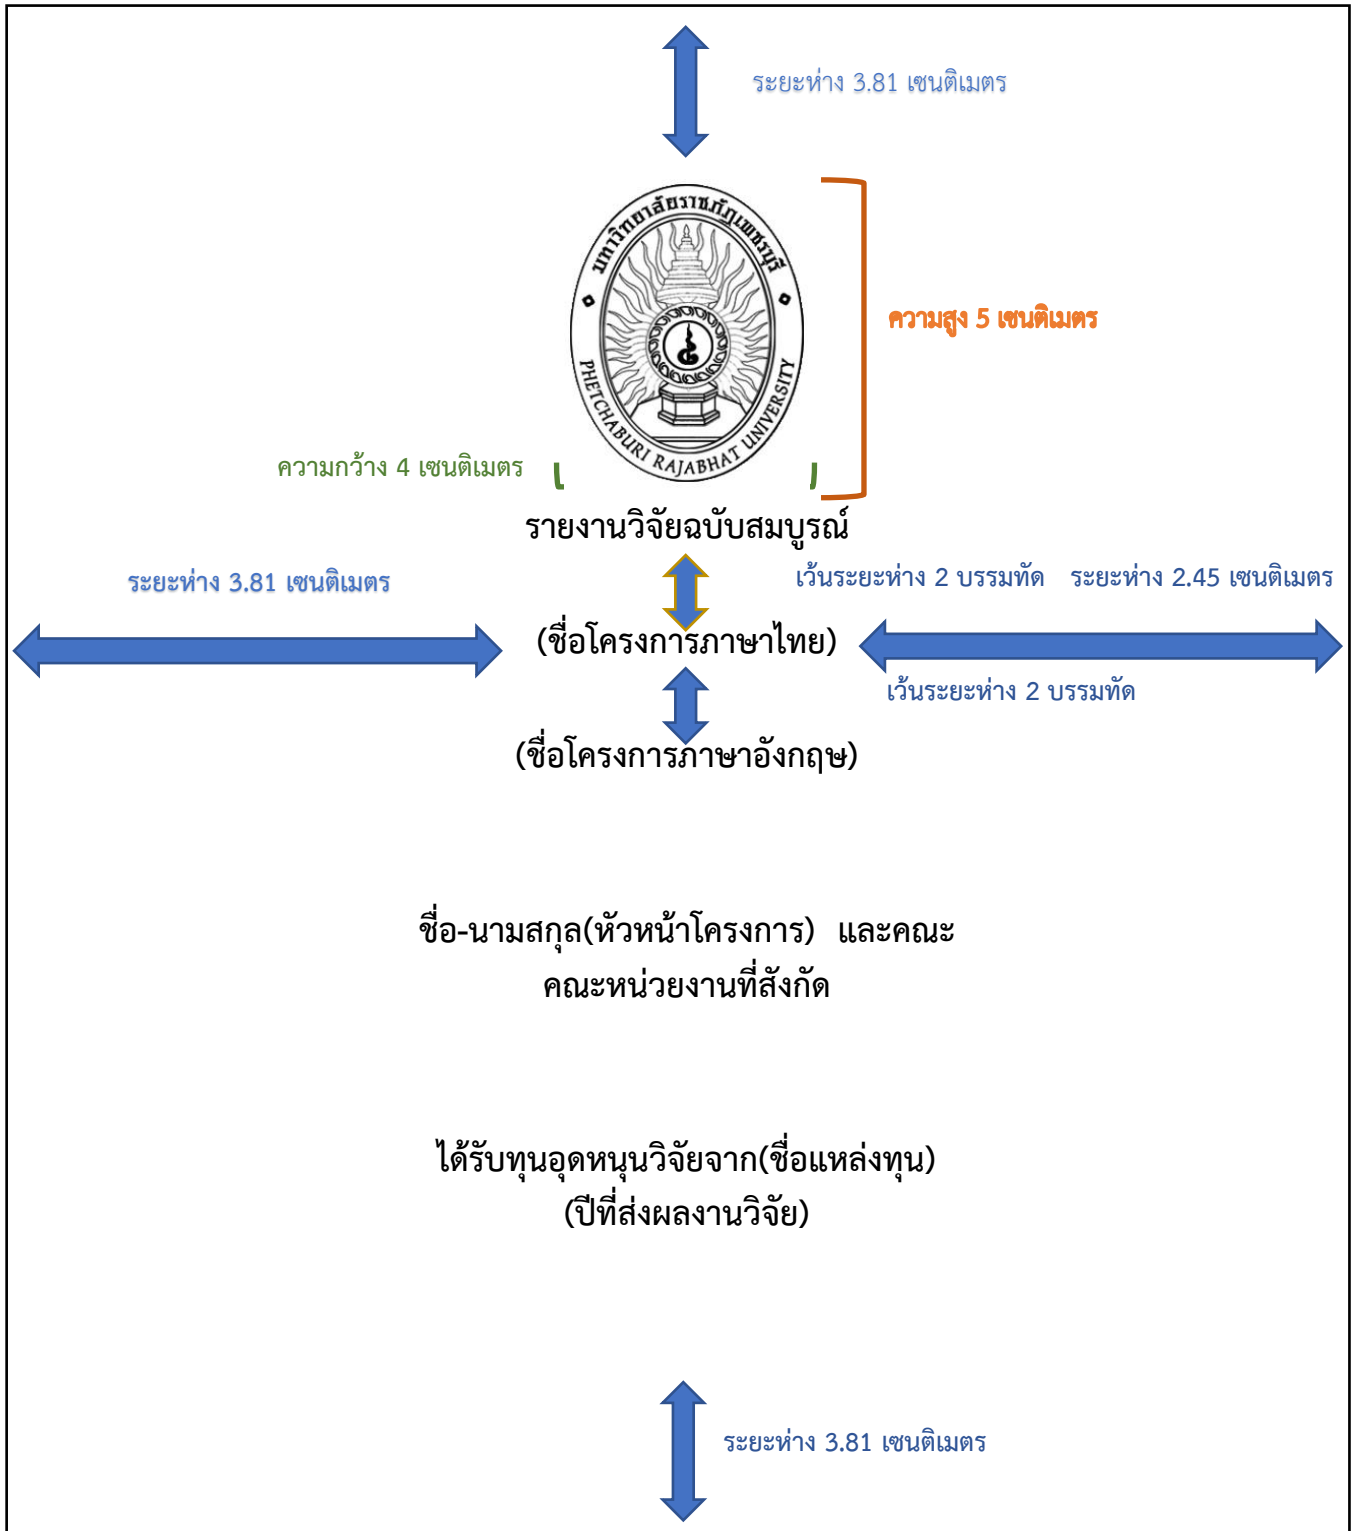 ระยะห่าง 3.81 เซนติเมตร
มหาวิทยาลัยราชภัฏเพชรบุรี
ความสูง 5 เซนติเมตร
PHETCHABURI RAJABHAT UNIVERSITY
ความกว้าง 4 เซนติเมตร
รายงานวิจัยฉบับสมบูรณ์
ระยะห่าง 3.81 เซนติเมตร เว้นระยะห่าง 2 บรรมทัด ระยะห่าง 2.45 เซนติเมตร
(ชื่อโครงการภาษาไทย)
เว้นระยะห่าง 2 บรรมทัด
(ชื่อโครงการภาษาอังกฤษ)
ชื่อ-นามสกุล(หัวหน้าโครงการ) และคณะ
คณะหน่วยงานที่สังกัด
ได้รับทุนอุดหนุนวิจัยจาก(ชื่อแหล่งทุน)
(ปีที่ส่งผลงานวิจัย)
ระยะห่าง 3.81 เซนติเมตร